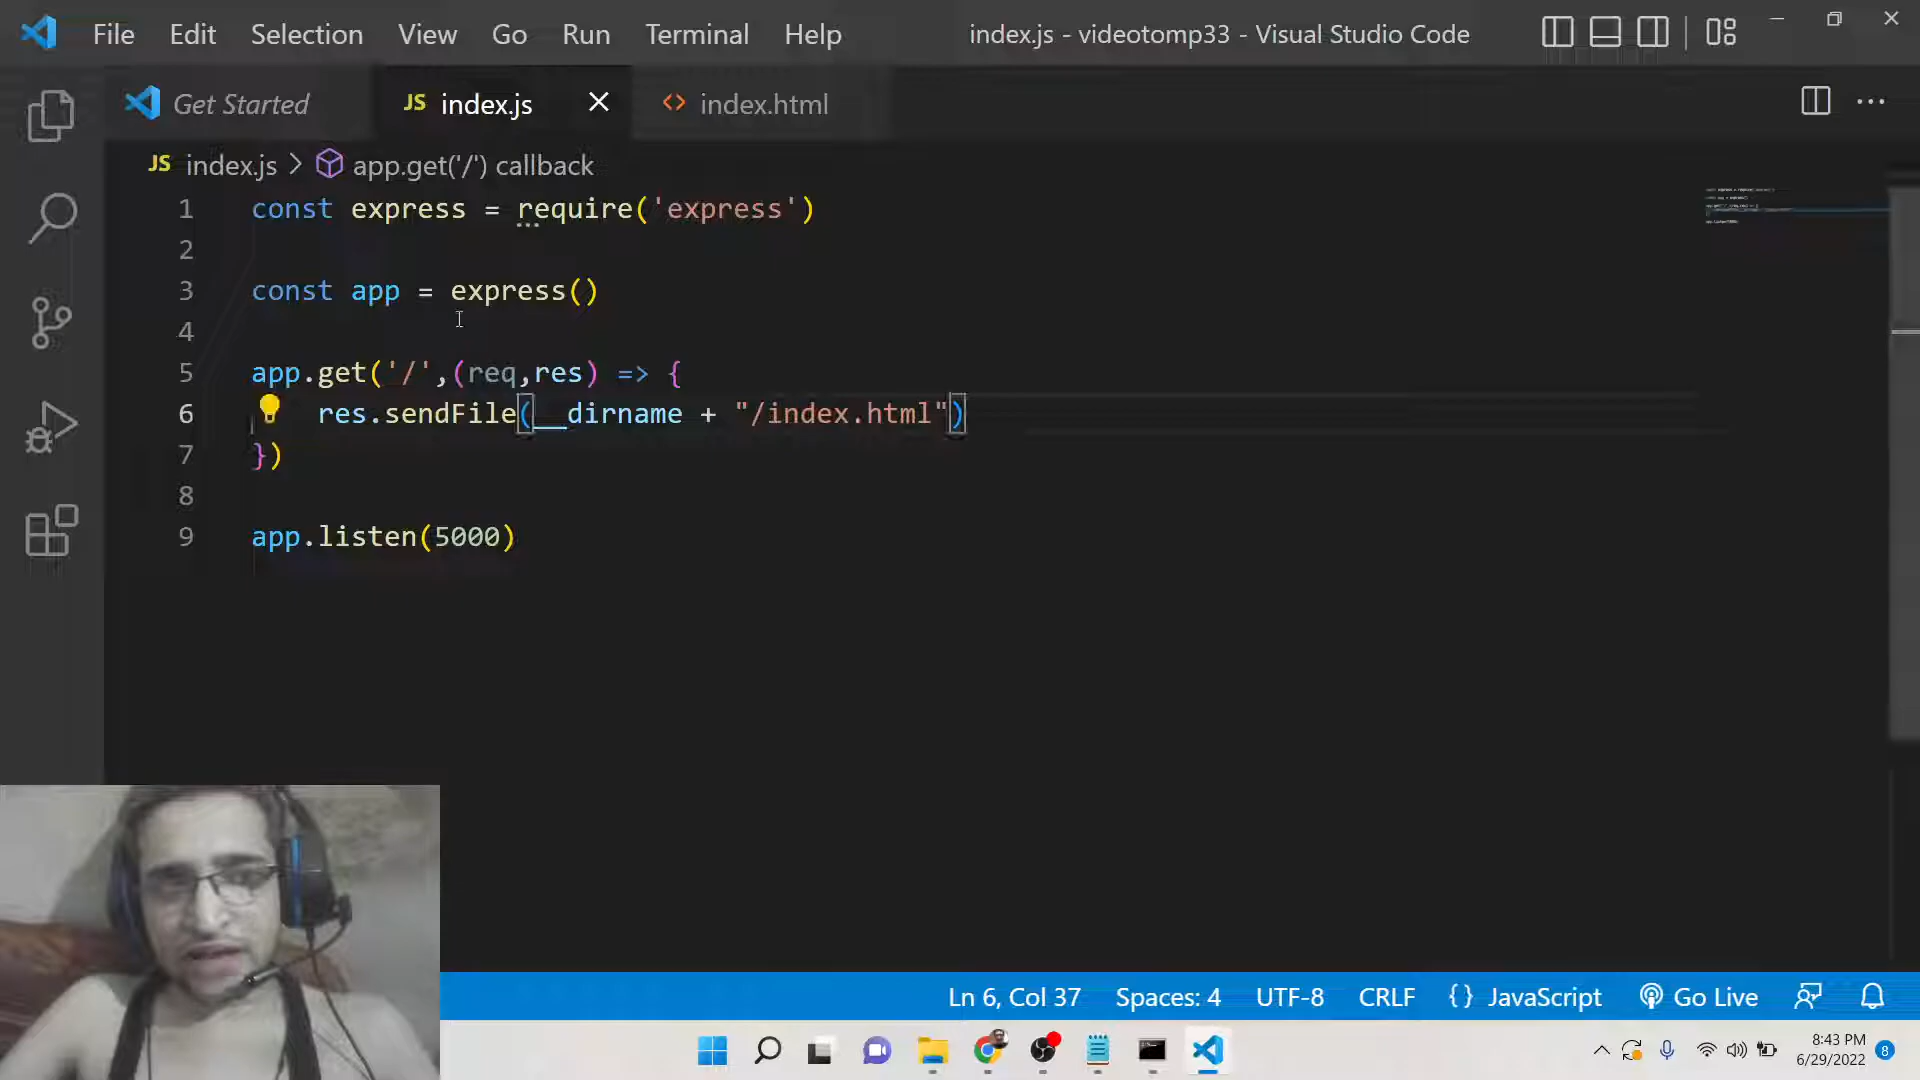 File Edit Selection View Go Run Terminal Help index.js - videotomp33 - Visual Studio Code
Get Started JS index.js index.html
JS index.js > app.get('/') callback
1 const express = require('express')
2
3 const app = express()
4
5 app.get('/',(req,res) => {
6 res.sendFile(__dirname + "/index.html")
7 })
8
9 app.listen(5000)
Ln 6, Col 37 Spaces: 4 UTF-8 CRLF {} JavaScript Go Live
8:43 PM
6/29/2022 8